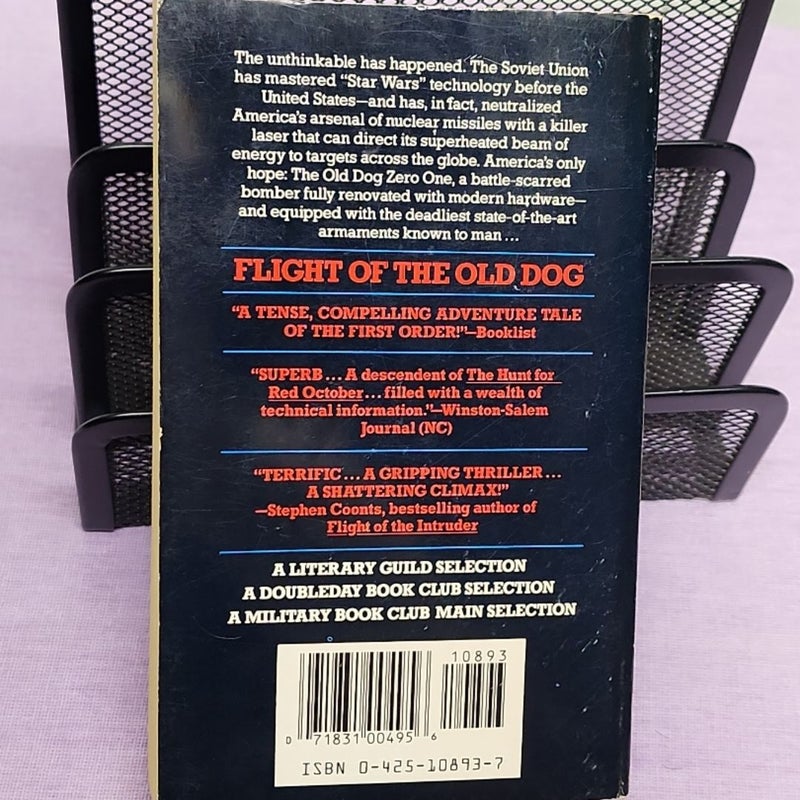 The unthinkable has happened. The Soviet Union
has mastered “Star Wars” technology before the
United States—and has, in fact, neutralized
America’s arsenal of nuclear missiles with a killer
laser that can direct its superheated beam of
energy to targets across the globe. America’s only
hope: The Old Dog Zero One, a battle-scarred
bomber fully renovated with modern hardware—
and equipped with the deadliest state-of-the-art
armaments known to man ...
FLIGHT OF THE OLD DOG
“A TENSE, COMPELLING ADVENTURE TALE
OF THE FIRST ORDER!”—Booklist
“SUPERB... A descendent of The Hunt for
Red October... filled with a wealth of
technical information.”—Winston-Salem
Journal (NC)
“TERRIFIC... A GRIPPING THRILLER...
A SHATTERING CLIMAX!”
—Stephen Coonts, bestselling author of
Flight of the Intruder
A LITERARY GUILD SELECTION
A DOUBLEDAY BOOK CLUB SELECTION
A MILITARY BOOK CLUB MAIN SELECTION
10893
0 71831 00495 6
ISBN 0-425-10893-7